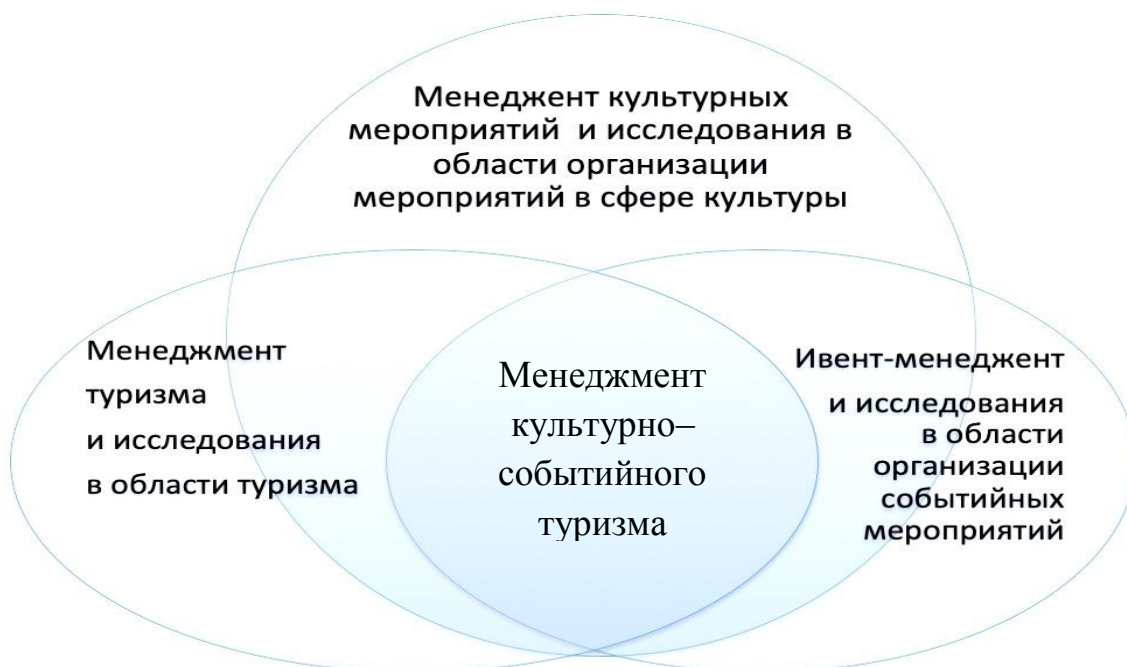 Менеджент культурных
мероприятий и исследования в
области организации
мероприятий в сфере культуры
Менеджмент
туризма
и исследования
в области туризма
Менеджмент
культурно–
событийного
туризма
Ивент-менеджент
и исследования
в области
организации
событийных
мероприятий